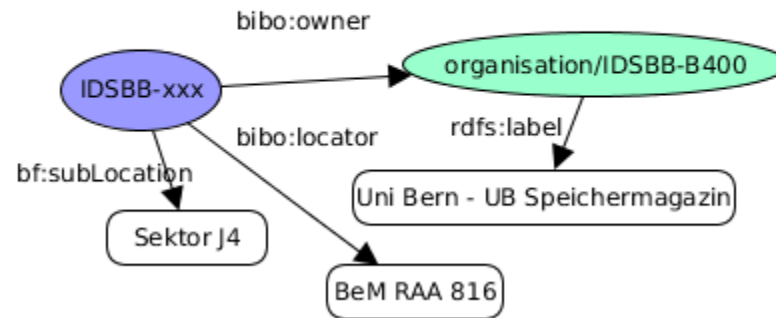 bibo:owner
organisation/IDSBB-B400
IDSBB-xxx
bibo:locator
rdfs:label
bf:subLocation
Uni Bern - UB Speichermagazin
Sektor J4
BeM RAA 816